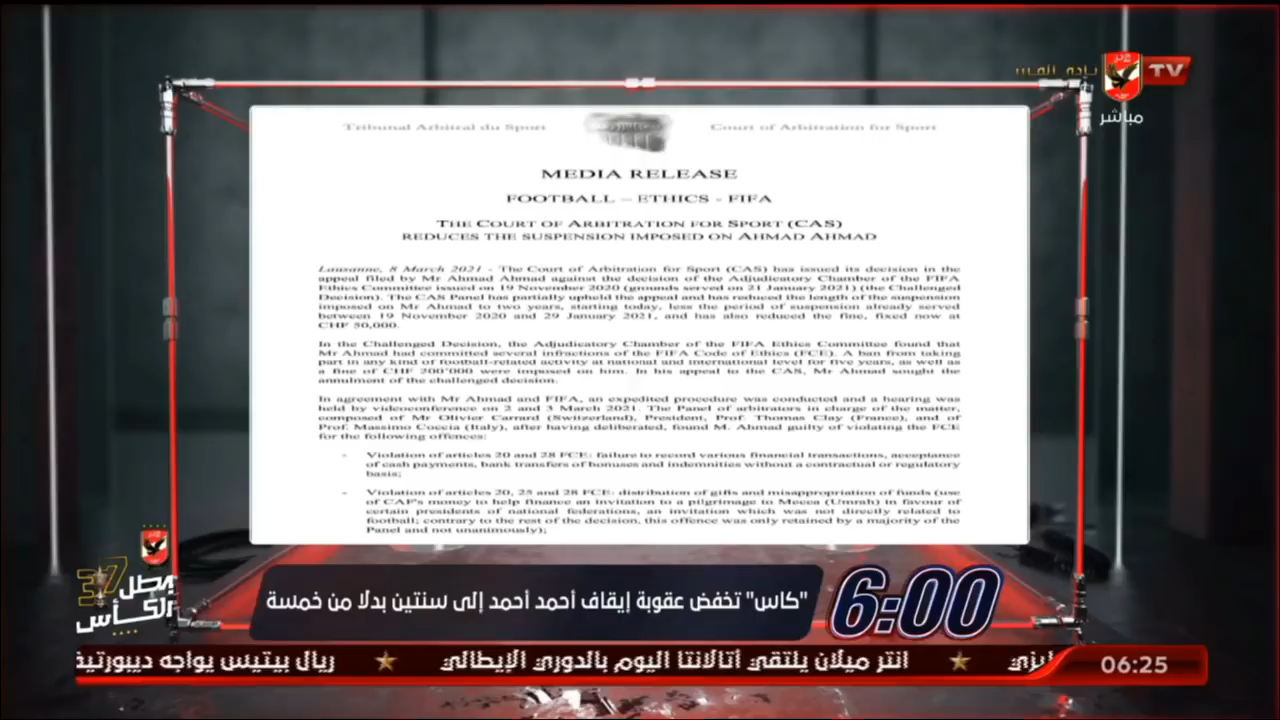 TV
مباشر
Tribunal Arbitral du Sport
Court of Arbitration for Sport
MEDIA RELEASE
FOOTBALL – ETHICS - FIFA
THE COURT OF ARBITRATION FOR SPORT (CAS)
REDUCES THE SUSPENSION IMPOSED ON AHMAD AHMAD
Lausanne, 8 March 2021 - The Court of Arbitration for Sport (CAS) has issued its decision in the
appeal filed by Mr Ahmad Ahmad against the decision of the Adjudicatory Chamber of the FIFA
Ethics Committee issued on 19 November 2020 (grounds served on 21 January 2021) (the Challenged
Decision). The CAS Panel has partially upheld the appeal and has reduced the length of the suspension
imposed on Mr Ahmad to two years, starting today, less the period of suspension already served
between 19 November 2020 and 29 January 2021, and has also reduced the fine, fixed now at
CHF 50,000.
In the Challenged Decision, the Adjudicatory Chamber of the FIFA Ethics Committee found that
Mr Ahmad had committed several infractions of the FIFA Code of Ethics (FCE). A ban from taking
part in any kind of football-related activity at national and international level for five years, as well as
a fine of CHF 200'000 were imposed on him. In his appeal to the CAS, Mr Ahmad sought the
annulment of the challenged decision.
In agreement with Mr Ahmad and FIFA, an expedited procedure was conducted and a hearing was
held by videoconference on 2 and 3 March 2021. The Panel of arbitrators in charge of the matter,
composed of Mr Olivier Carrard (Switzerland), President, Prof. Thomas Clay (France), and of
Prof. Massimo Coccia (Italy), after having deliberated, found M. Ahmad guilty of violating the FCE
for the following offences:
- Violation of articles 20 and 28 FCE: failure to record various financial transactions, acceptance
of cash payments, bank transfers of bonuses and indemnities without a contractual or regulatory
basis;
- Violation of articles 20, 25 and 28 FCE: distribution of gifts and misappropriation of funds (use
of CAF's money to help finance an invitation to a pilgrimage to Mecca (Umrah) in favour of
certain presidents of national federations, an invitation which was not directly related to
football; contrary to the rest of the decision, this offence was only retained by a majority of the
Panel and not unanimously);
بطل 37
الكأس
6:00
"كاس" تخفض عقوبة إيقاف أحمد أحمد إلى سنتين بدلا من خمسة
انتر ميلان يلتقي أتالانتا اليوم بالدوري الإيطالي ★ ريال بيتيس يواجه
06:25